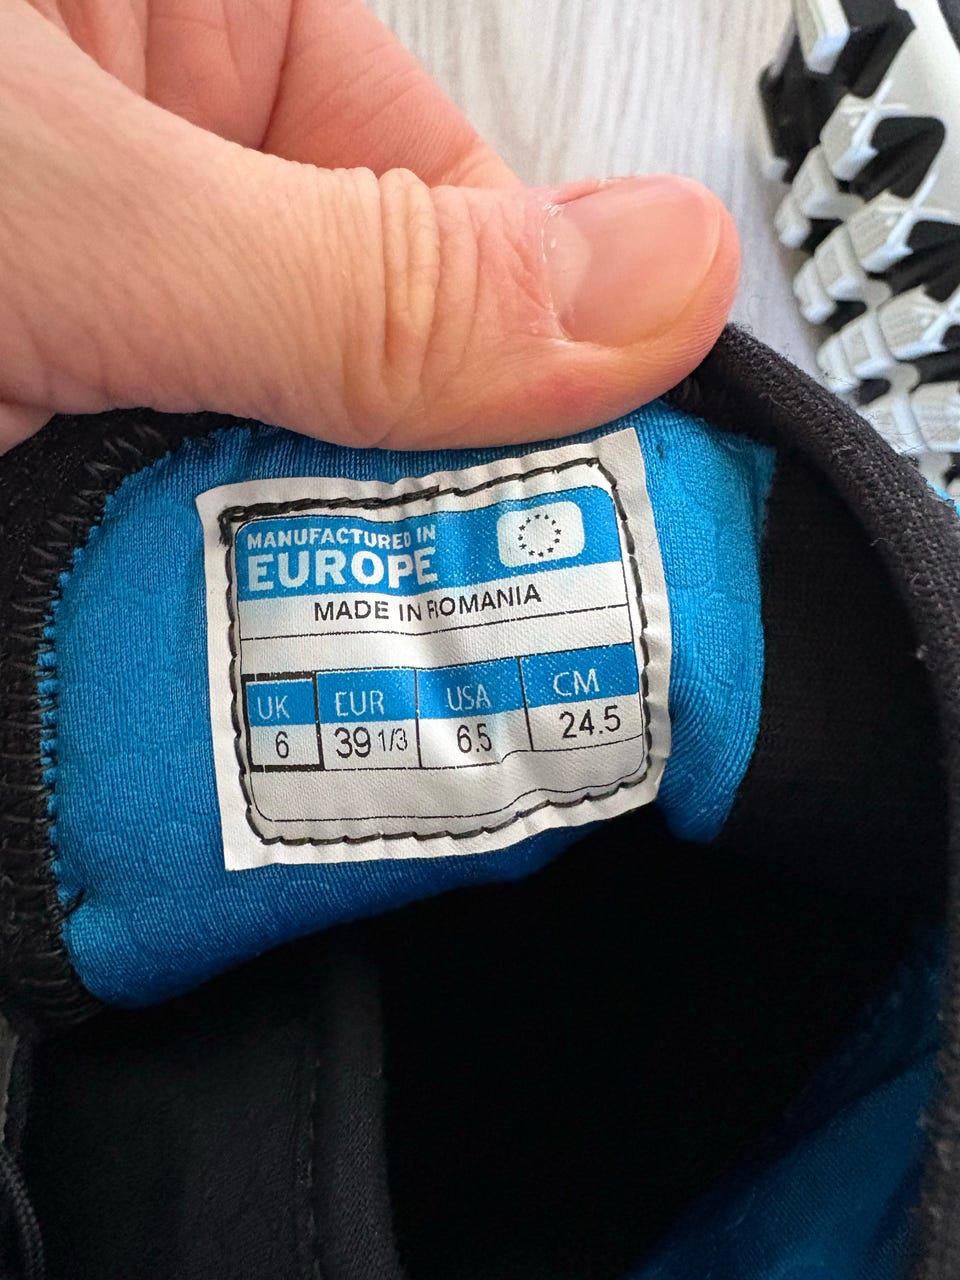 MANUFACTURED IN
EUROPE
MADE IN ROMANIA
UK EUR USA CM
6 39 1/3 6.5 24.5